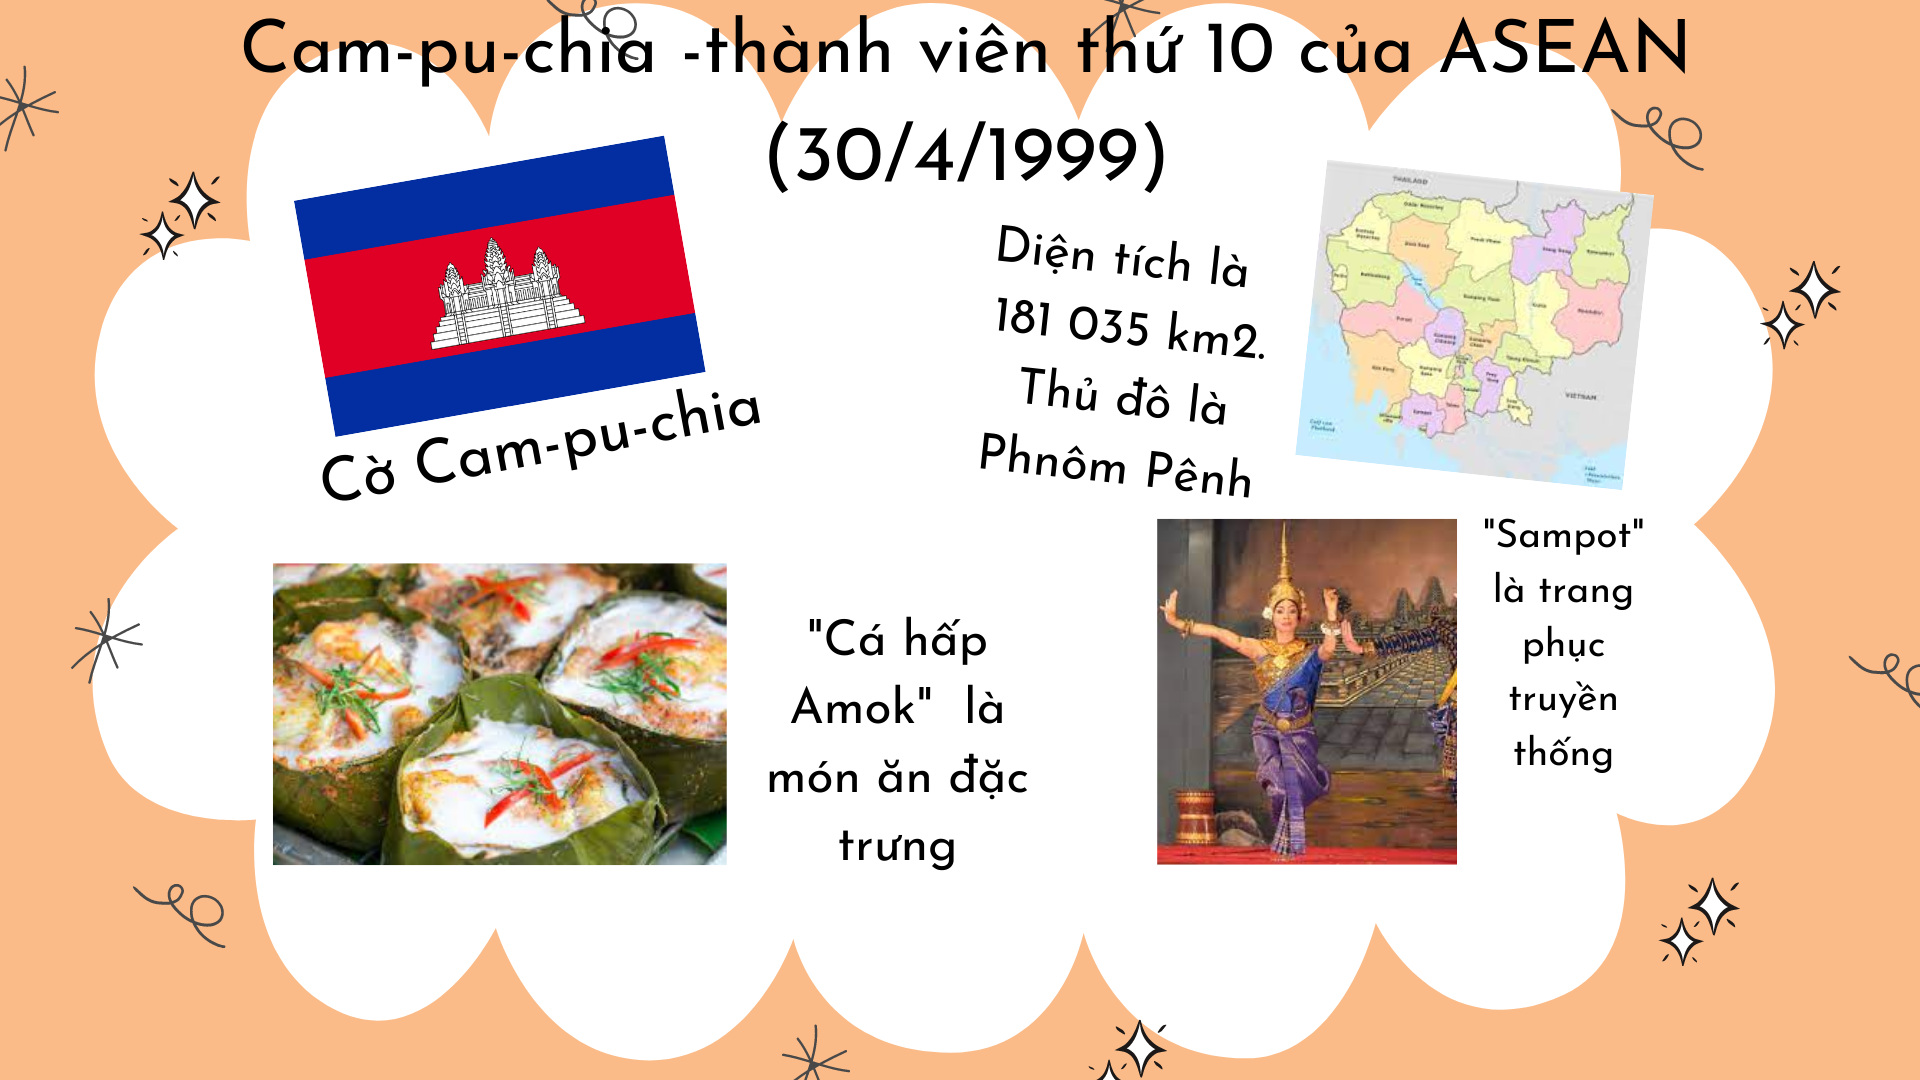 Cam-pu-chia -thành viên thứ 10 của ASEAN
(30/4/1999)
Cờ Cam-pu-chia
Diện tích là
181 035 km2.
Thủ đô là
Phnôm Pênh
THAILAND
VIETNAM
"Cá hấp
Amok" là
món ăn đặc
trưng
"Sampot"
là trang
phục
truyền
thống